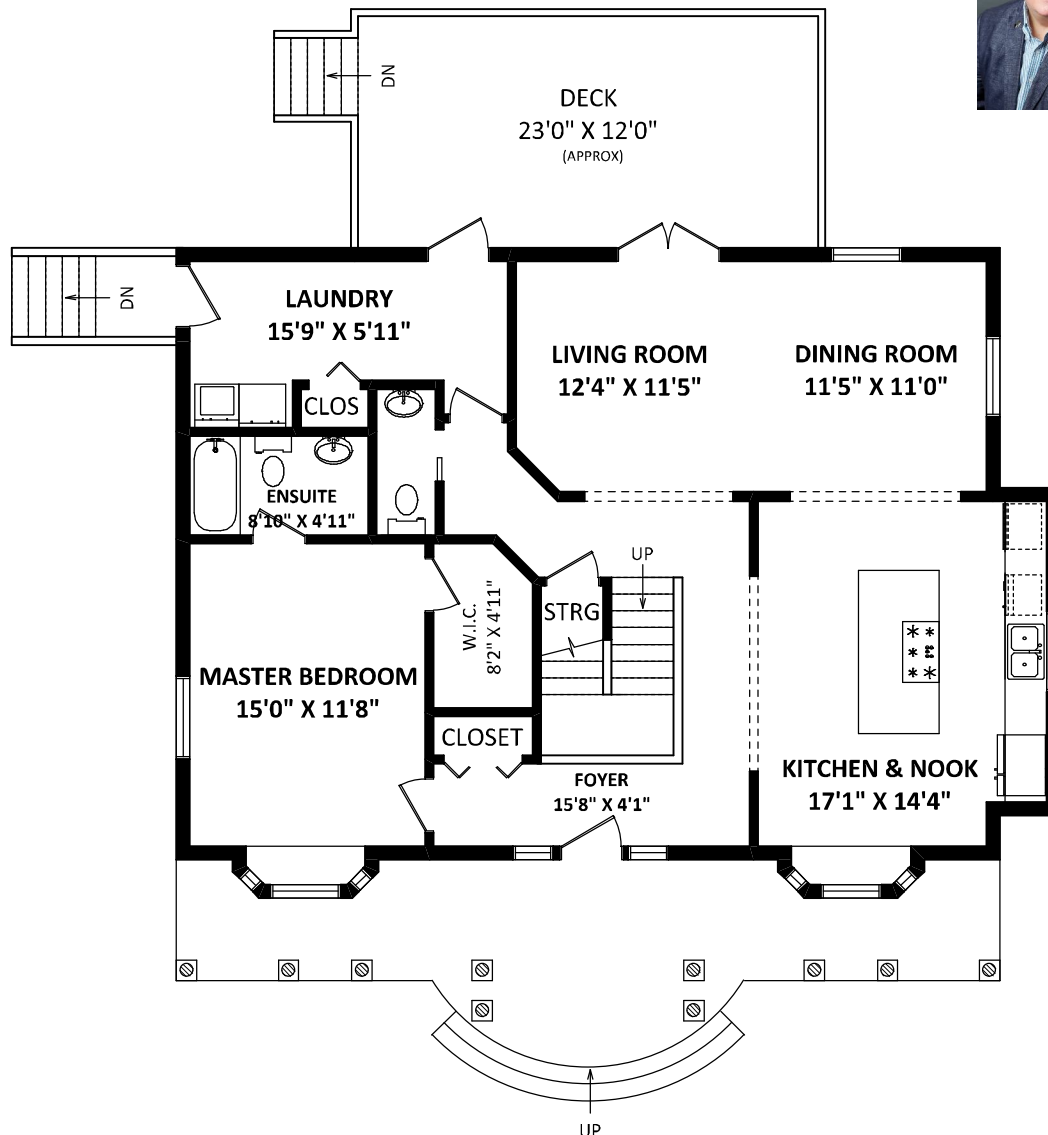 DN
DECK
23'0" X 12'0"
(APPROX)
DN
LAUNDRY
15'9" X 5'11"
LIVING ROOM
12'4" X 11'5"
DINING ROOM
11'5" X 11'0"
CLOS
ENSUITE
8'10" X 4'11"
UP
W.I.C.
8'2" X 4'11"
STRG
MASTER BEDROOM
15'0" X 11'8"
CLOSET
FOYER
15'8" X 4'1"
KITCHEN & NOOK
17'1" X 14'4"
UP